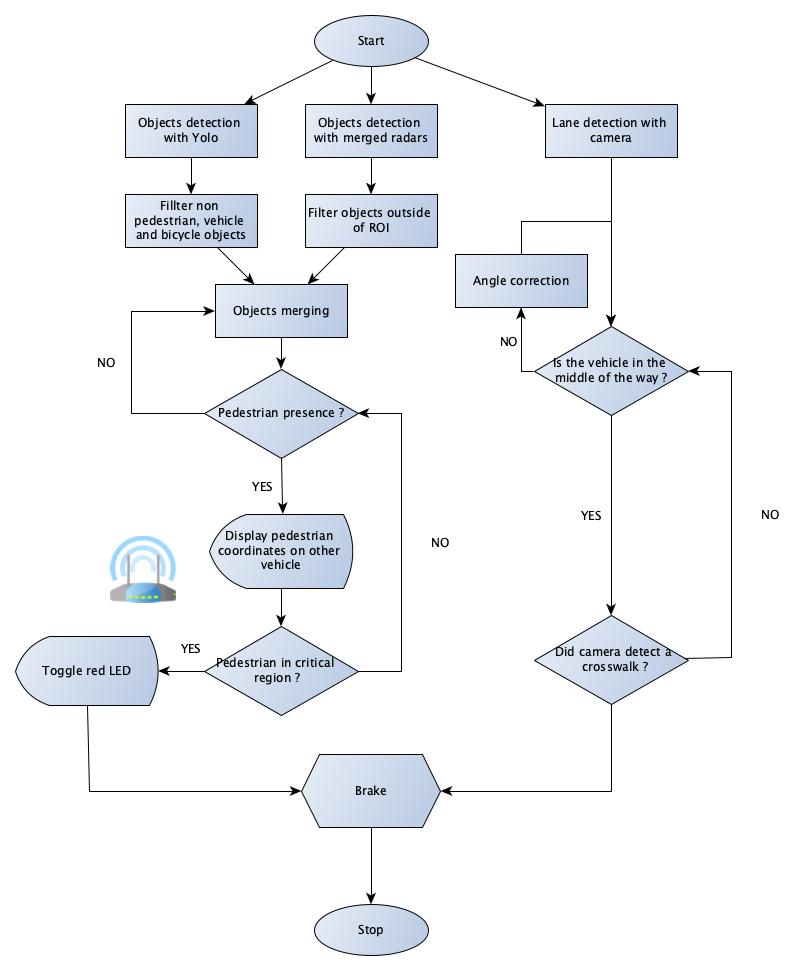 Start
Objects detection
with Yolo
Objects detection
with merged radars
Lane detection with
camera
Fillter non
pedestrian, vehicle
and bicycle objects
Filter objects outside
of ROI
Angle correction
Objects merging
NO
Is the vehicle in the
middle of the way ?
NO
Pedestrian presence ?
YES
YES
NO
NO
Display pedestrian
coordinates on other
vehicle
YES
Pedestrian in critical
region ?
Toggle red LED
Did camera detect a
crosswalk ?
Brake
Stop